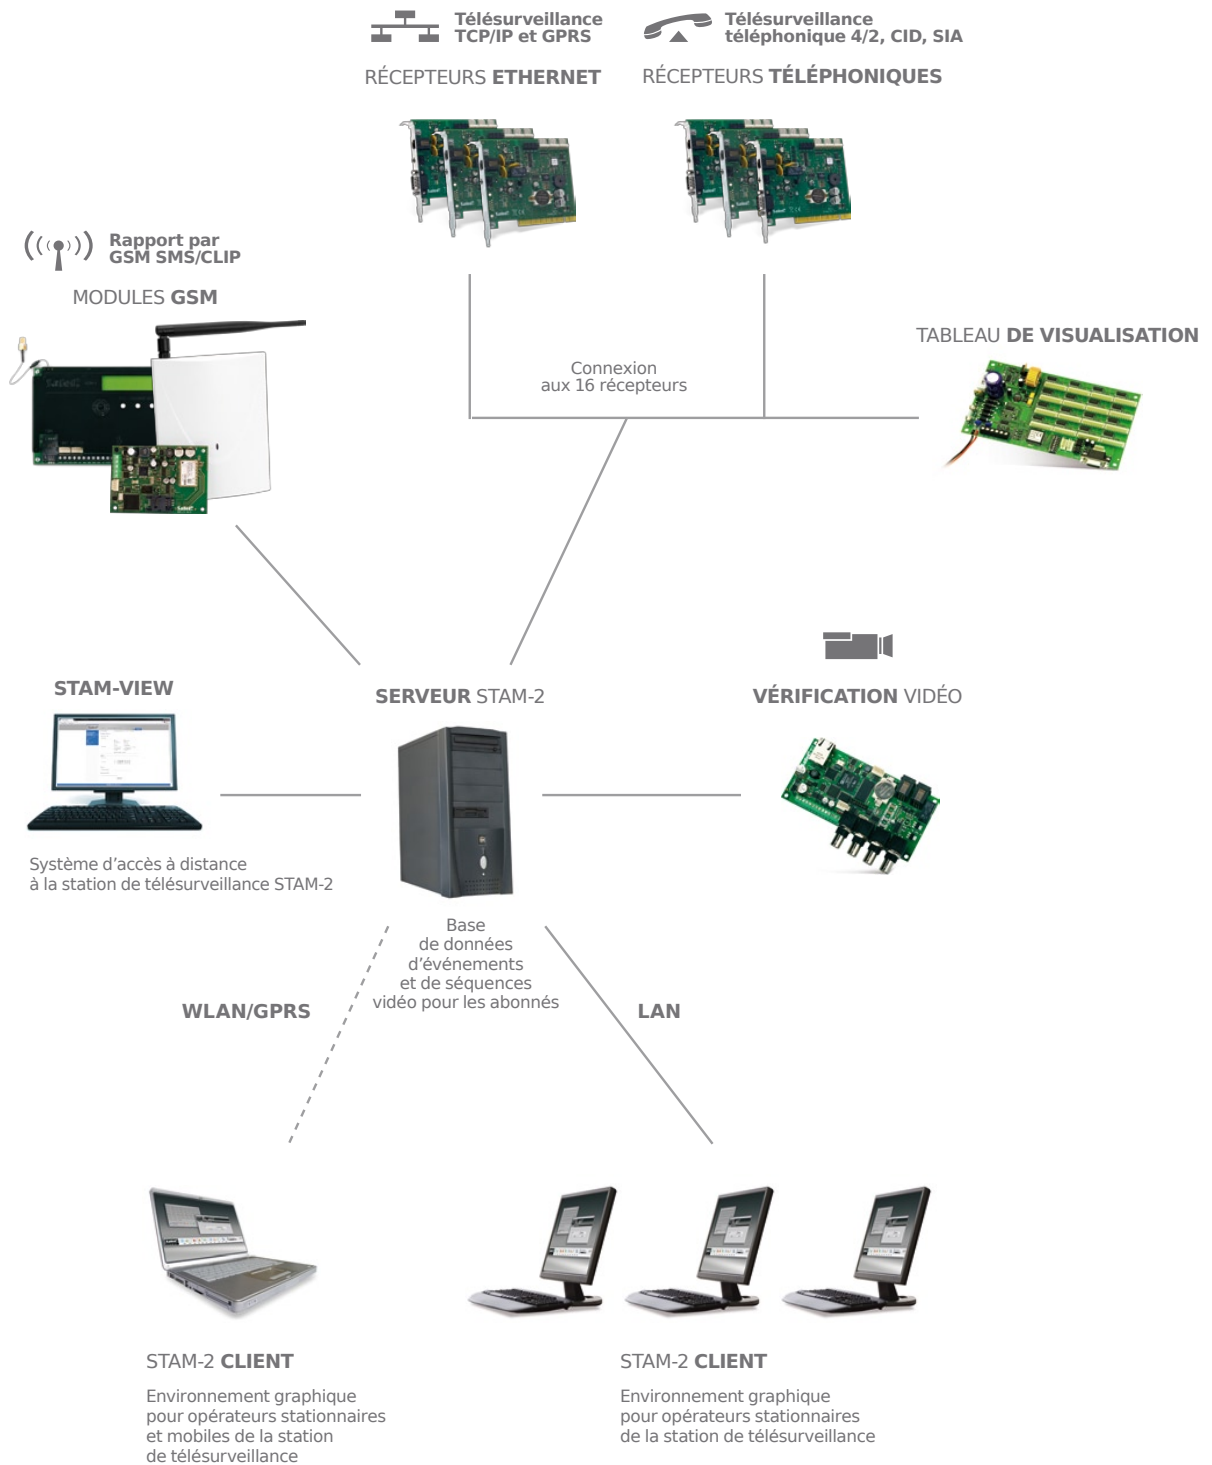 Télésurveillance
TCP/IP et GPRS
Télésurveillance
téléphonique 4/2, CID, SIA
RÉCEPTEURS ETHERNET
RÉCEPTEURS TÉLÉPHONIQUES
Rapport par
GSM SMS/CLIP
MODULES GSM
TABLEAU DE VISUALISATION
Connexion
aux 16 récepteurs
STAM-VIEW
SERVEUR STAM-2
VÉRIFICATION VIDÉO
Système d'accès à distance
à la station de télésurveillance STAM-2
Base
de données
d'événements
et de séquences
vidéo pour les abonnés
WLAN/GPRS
LAN
STAM-2 CLIENT
Environnement graphique
pour opérateurs stationnaires
et mobiles de la station
de télésurveillance
STAM-2 CLIENT
Environnement graphique
pour opérateurs stationnaires
de la station de télésurveillance